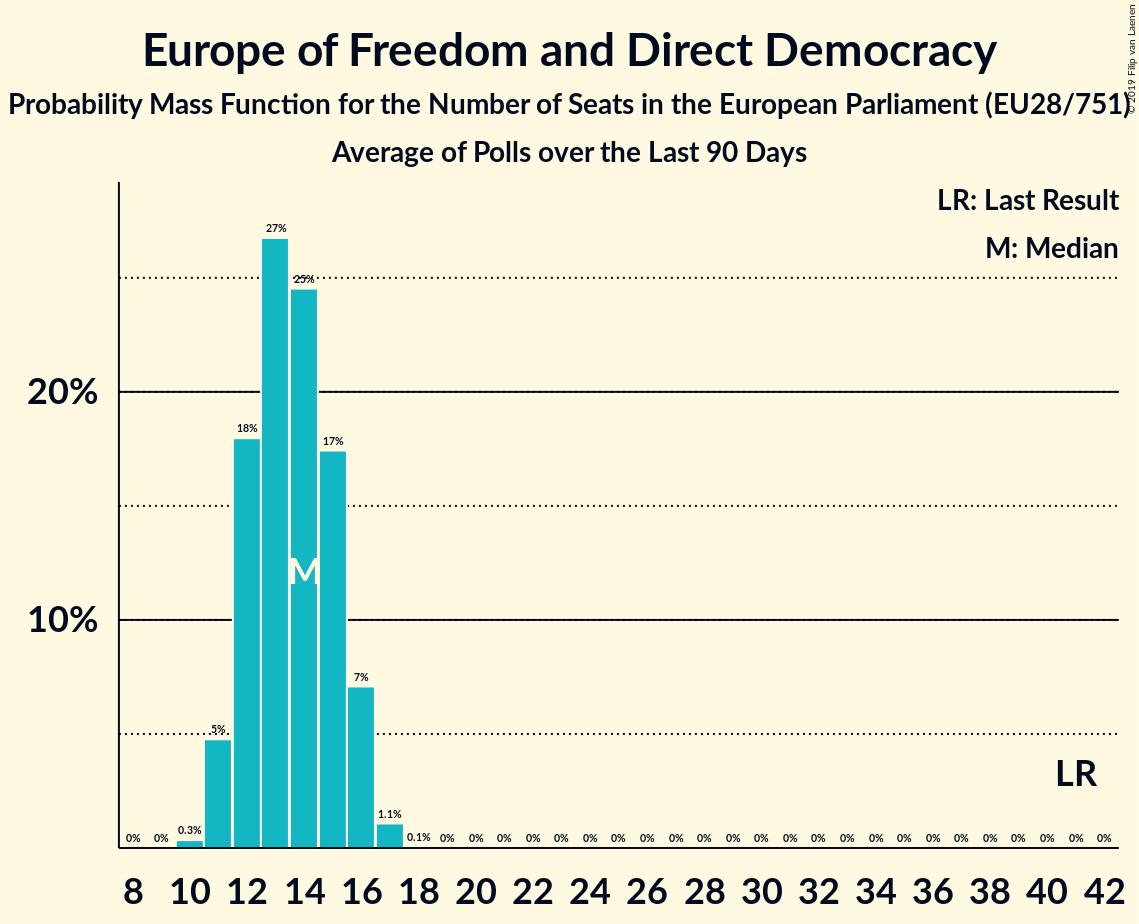 Europe of Freedom and Direct Democracy
Probability Mass Function for the Number of Seats in the European Parliament (EU28/751)
Average of Polls over the Last 90 Days
© 2019 Filip van Laenen
LR: Last Result
M: Median
20%
10%
0% 0% 0.3% 5% 18% 27% 25% 17% 7% 1.1% 0.1% 0% 0% 0% 0% 0% 0% 0% 0% 0% 0% 0% 0% 0% 0% 0% 0% 0% 0% 0% 0% 0% 0% 0% 0%
M
LR
8 10 12 14 16 18 20 22 24 26 28 30 32 34 36 38 40 42